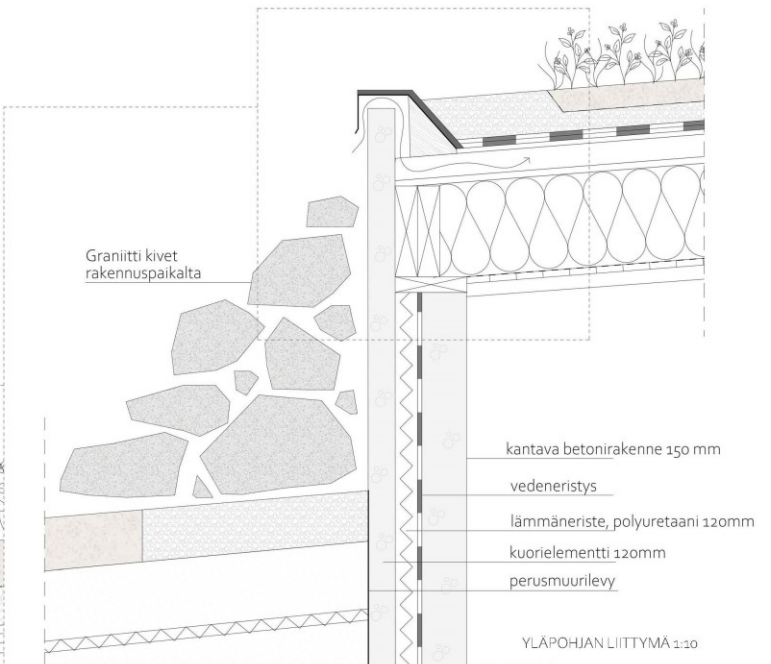 Graniitti kivet
rakennuspaikalta
kantava betonirakenne 150 mm
vedeneristys
lämmäneriste, polyuretaani 120mm
kuorielementti 120mm
perusmuurilevy
YLÄPOHJAN LIITTYMÄ 1:10